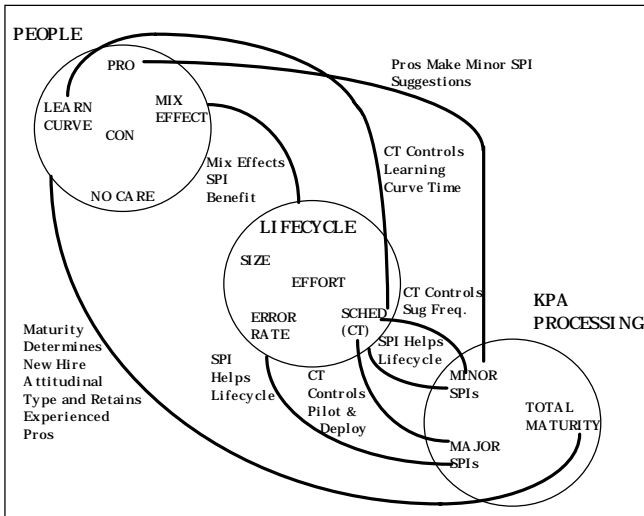 PEOPLE
PRO
LEARN
CURVE
MIX
EFFECT
CON
NO CARE
Pros Make Minor SPI
Suggestions
Mix Effects
SPI
Benefit
CT Controls
Learning
Curve Time
LIFECYCLE
SIZE
EFFORT
ERROR
RATE
SCHED
(CT)
CT Controls
Sug Freq.
KPA
PROCESSING
Maturity
Determines
New Hire
Attitudinal
Type and Retains
Experienced
Pros
SPI
Helps
Lifecycle
CT
Controls
Pilot &
Deploy
SPI Helps
Lifecycle
MINOR
SPIs
TOTAL
MATURITY
MAJOR
SPIs